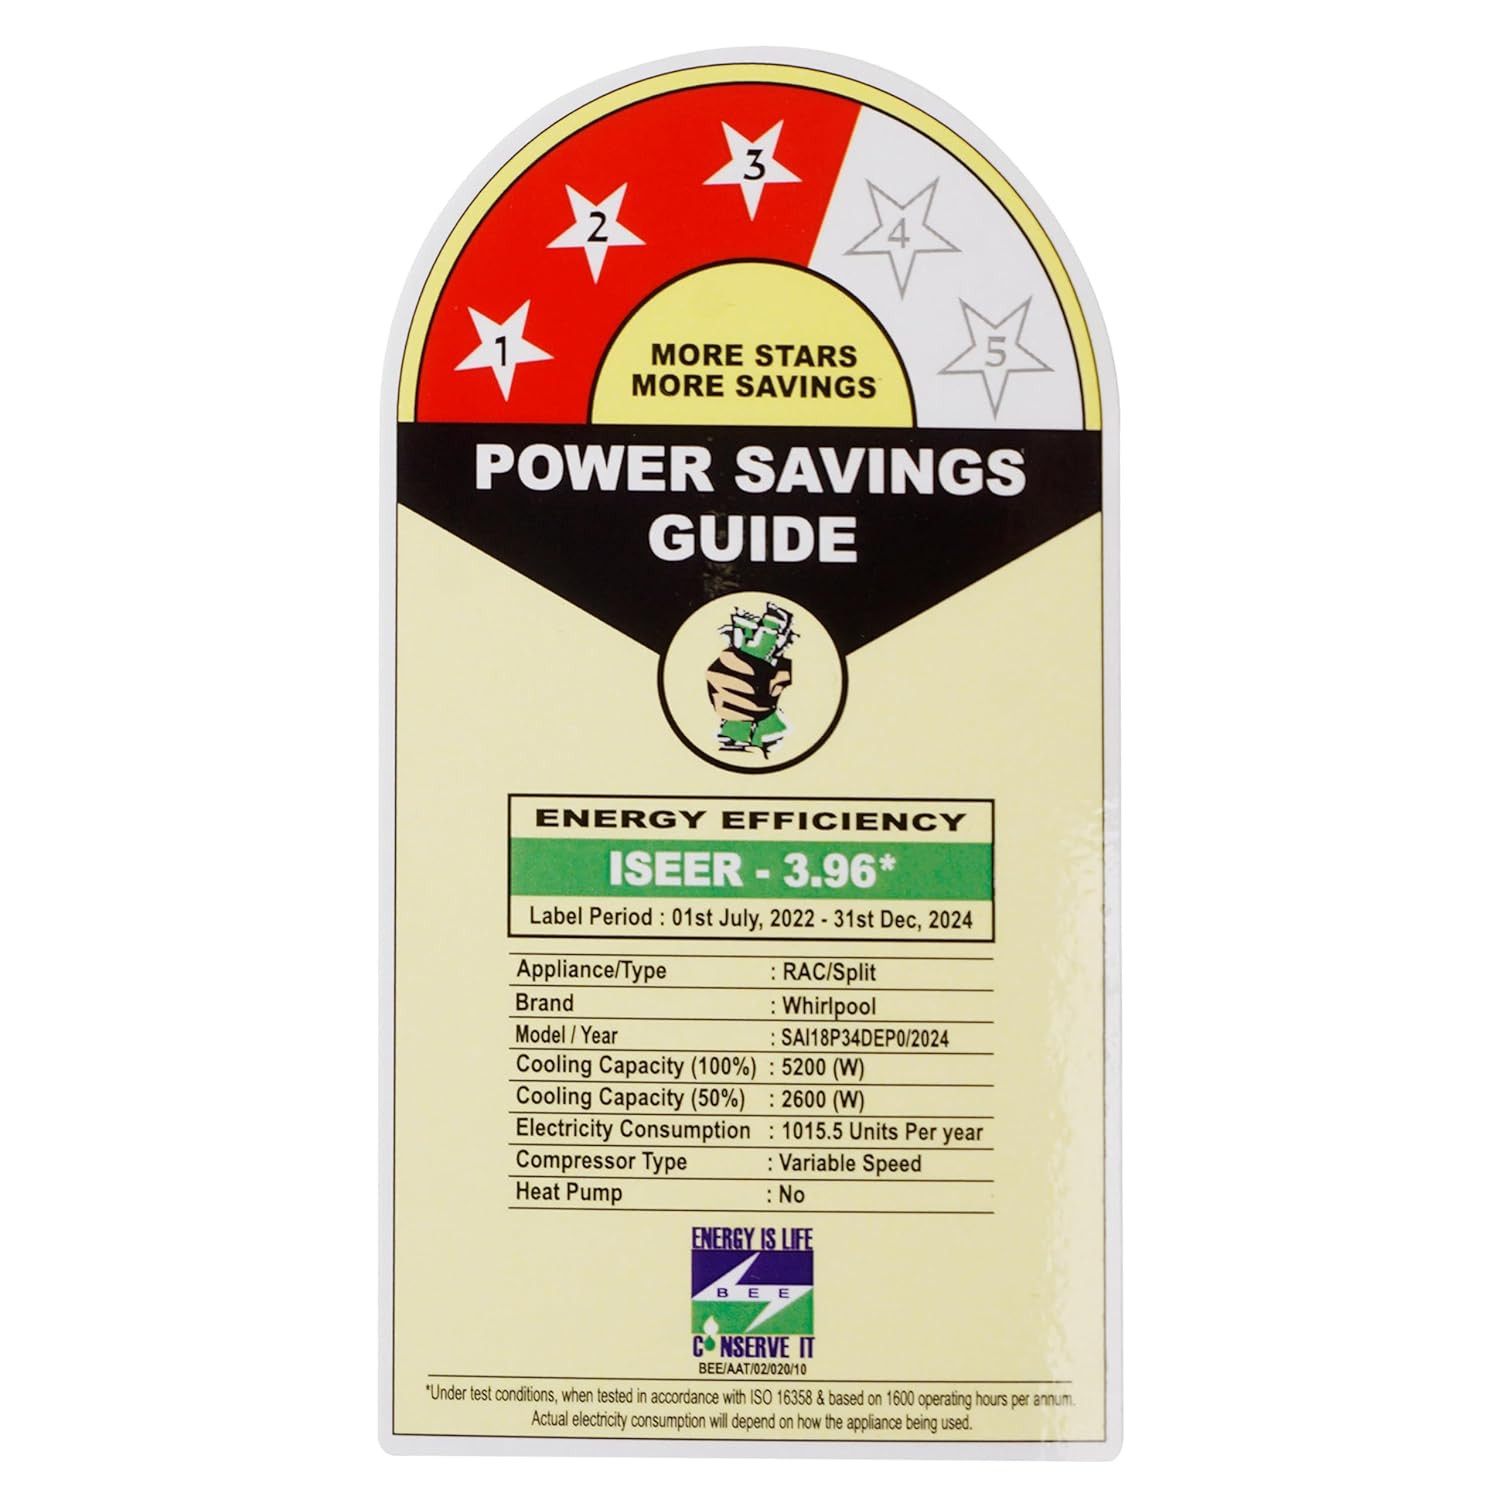 1
2
3
4
5
MORE STARS
MORE SAVINGS
POWER SAVINGS
GUIDE
ENERGY EFFICIENCY
ISEER - 3.96*
Label Period : 01st July, 2022 - 31st Dec, 2024
Appliance/Type : RAC/Split
Brand : Whirlpool
Model / Year : SAI18P34DEP0/2024
Cooling Capacity (100%) : 5200 (W)
Cooling Capacity (50%) : 2600 (W)
Electricity Consumption : 1015.5 Units Per year
Compressor Type : Variable Speed
Heat Pump : No
ENERGY IS LIFE
BEE
CONSERVE IT
BEE/AAT/02/020/10
*Under test conditions, when tested in accordance with ISO 16358 & based on 1600 operating hours per annum.
Actual electricity consumption will depend on how the appliance being used.